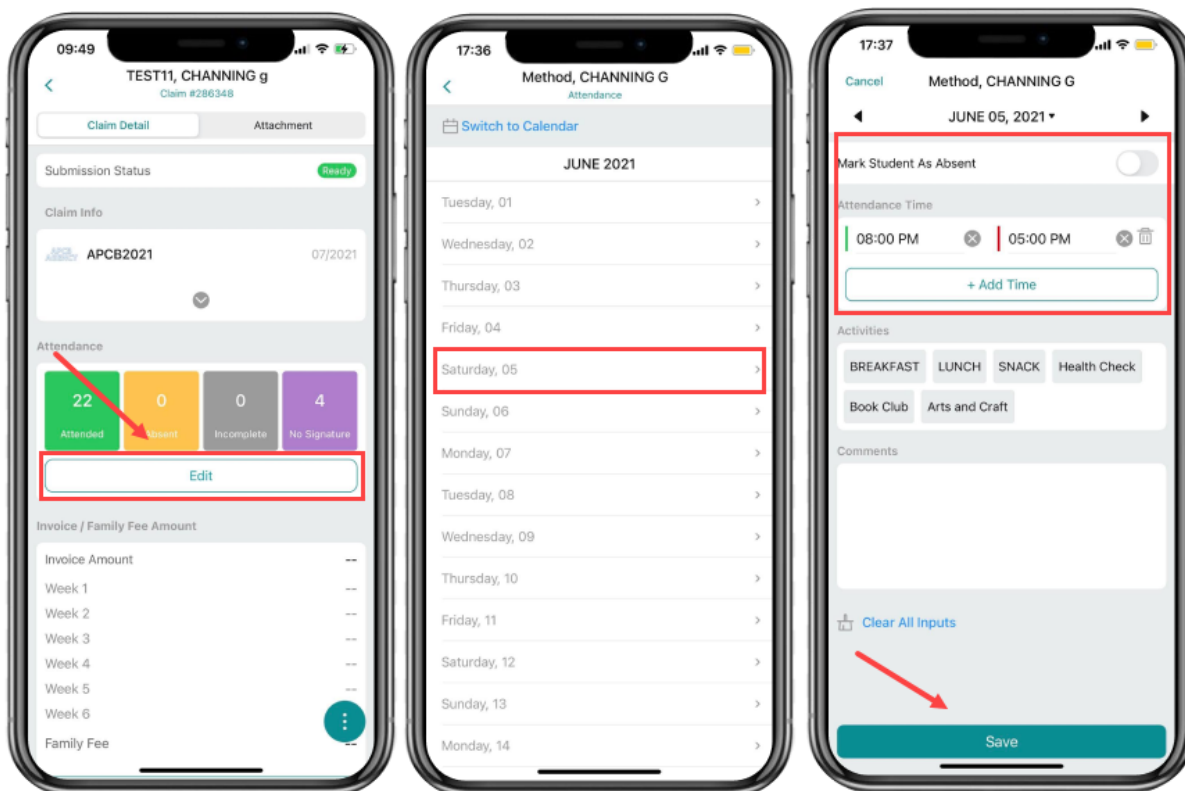 09:49
TEST11, CHANNING g
Claim #286348
Claim Detail Attachment
Submission Status Ready
Claim Info
APCB2021 07/2021
Attendance
22 0 0 4
Attended Absent Incomplete No Signature
Edit
Invoice / Family Fee Amount
Invoice Amount --
Week 1 --
Week 2 --
Week 3 --
Week 4 --
Week 5 --
Week 6
Family Fee --
17:36
Method, CHANNING G
Attendance
Switch to Calendar
JUNE 2021
Tuesday, 01
Wednesday, 02
Thursday, 03
Friday, 04
Saturday, 05
Sunday, 06
Monday, 07
Tuesday, 08
Wednesday, 09
Thursday, 10
Friday, 11
Saturday, 12
Sunday, 13
Monday, 14
17:37
Cancel Method, CHANNING G
JUNE 05, 2021
Mark Student As Absent
Attendance Time
08:00 PM 05:00 PM
+ Add Time
Activities
BREAKFAST LUNCH SNACK Health Check
Book Club Arts and Craft
Comments
Clear All Inputs
Save